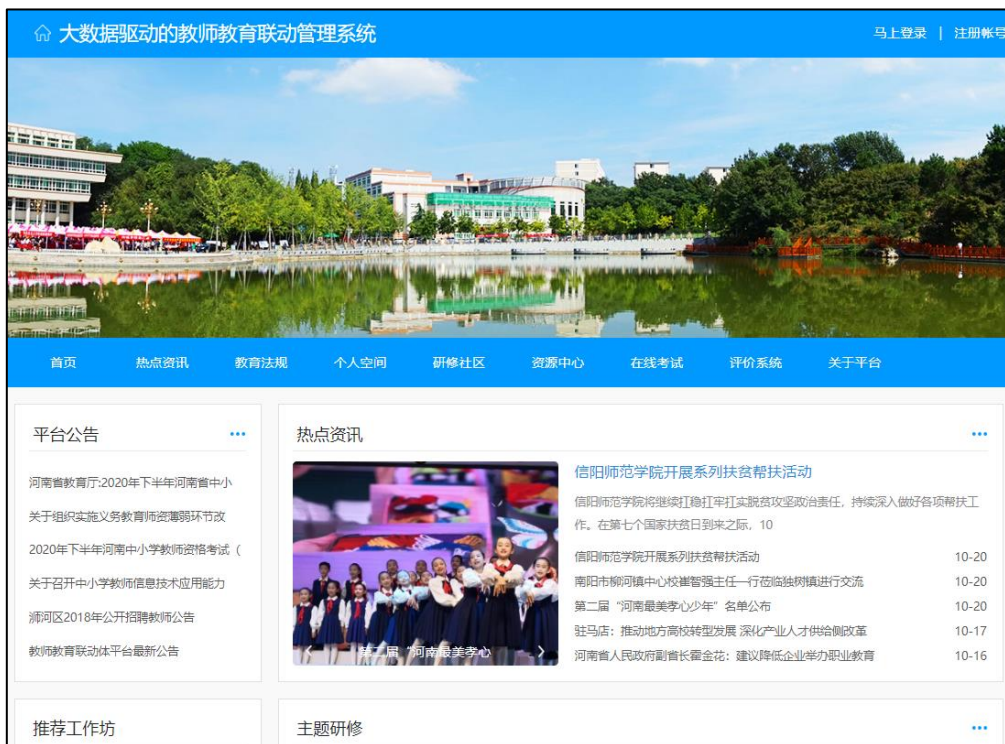 大数据驱动的教师教育联动管理系统
马上登录 | 注册帐号
首页 热点资讯 教育法规 个人空间 研修社区 资源中心 在线考试 评价系统 关于平台
平台公告
河南省教育厅:2020年下半年河南省中小
关于组织实施义务教育师资薄弱环节改
2020年下半年河南中小学教师资格考试（
关于召开中小学教师信息技术应用能力
浉河区2018年公开招聘教师公告
教师教育联动体平台最新公告
热点资讯
第二届“河南最美孝心
信阳师范学院开展系列扶贫帮扶活动
信阳师范学院将继续扛稳扛牢扛实脱贫攻坚政治责任，持续深入做好各项帮扶工
作。在第七个国家扶贫日到来之际，10
信阳师范学院开展系列扶贫帮扶活动 10-20
南阳市柳河镇中心校崔智强主任一行莅临独树镇进行交流 10-20
第二届“河南最美孝心少年”名单公布 10-20
驻马店：推动地方高校转型发展 深化产业人才供给侧改革 10-17
河南省人民政府副省长霍金花：建议降低企业举办职业教育 10-16
推荐工作坊
主题研修